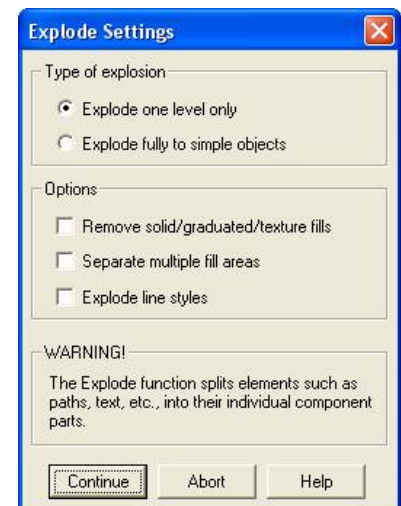 Explode Settings
Type of explosion
Explode one level only
Explode fully to simple objects
Options
Remove solid/graduated/texture fills
Separate multiple fill areas
Explode line styles
WARNING!
The Explode function splits elements such as
paths, text, etc., into their individual component
parts.
Continue Abort Help